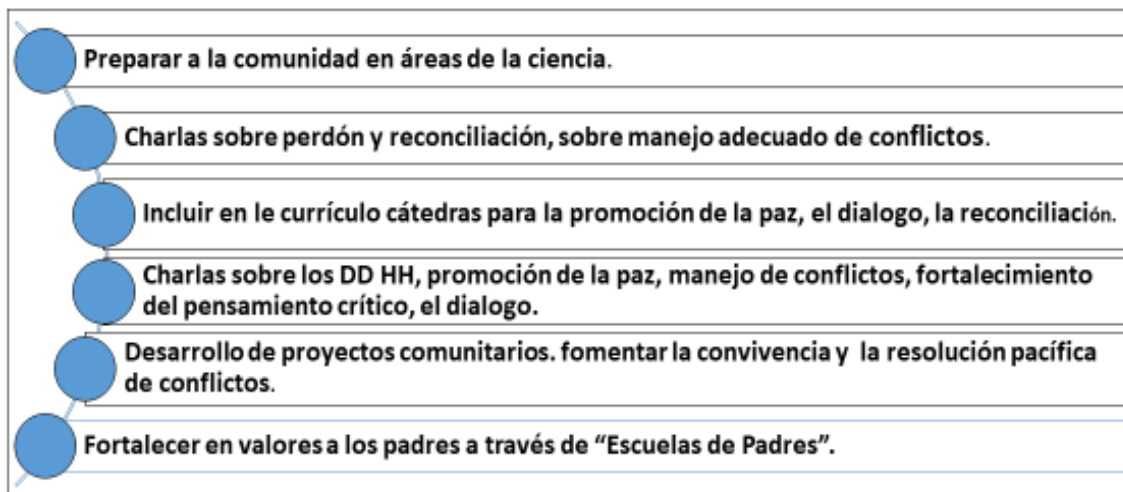 Preparar a la comunidad en áreas de la ciencia.
Charlas sobre perdón y reconciliación, sobre manejo adecuado de conflictos.
Incluir en le currículo cátedras para la promoción de la paz, el dialogo, la reconciliación.
Charlas sobre los DD HH, promoción de la paz, manejo de conflictos, fortalecimiento
del pensamiento crítico, el dialogo.
Desarrollo de proyectos comunitarios. fomentar la convivencia y la resolución pacífica
de conflictos.
Fortalecer en valores a los padres a través de “Escuelas de Padres”.